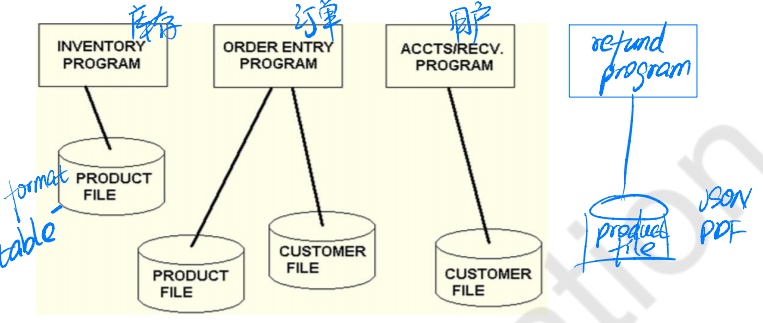 库存
INVENTORY
PROGRAM
订单
ORDER ENTRY
PROGRAM
用户
ACCTS/RECV.
PROGRAM
refund
program
format
table
PRODUCT
FILE
PRODUCT
FILE
CUSTOMER
FILE
CUSTOMER
FILE
product
file
JSON
PDF